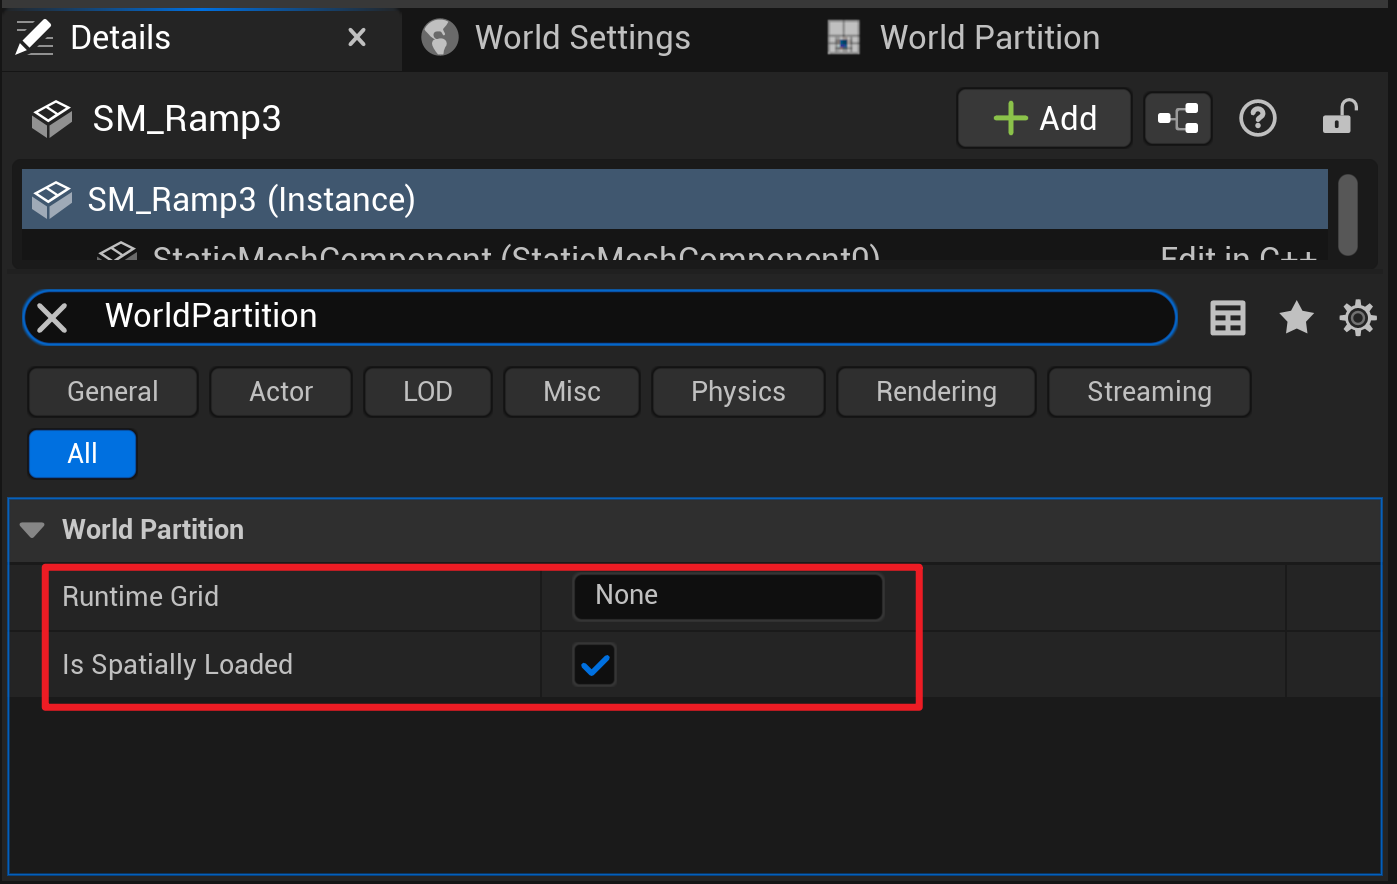 Details World Settings World Partition
SM_Ramp3 Add
SM_Ramp3 (Instance)
StaticMeshComponent (StaticMeshComponent0) Edit in C++
WorldPartition
General Actor LOD Misc Physics Rendering Streaming
All
World Partition
Runtime Grid None
Is Spatially Loaded